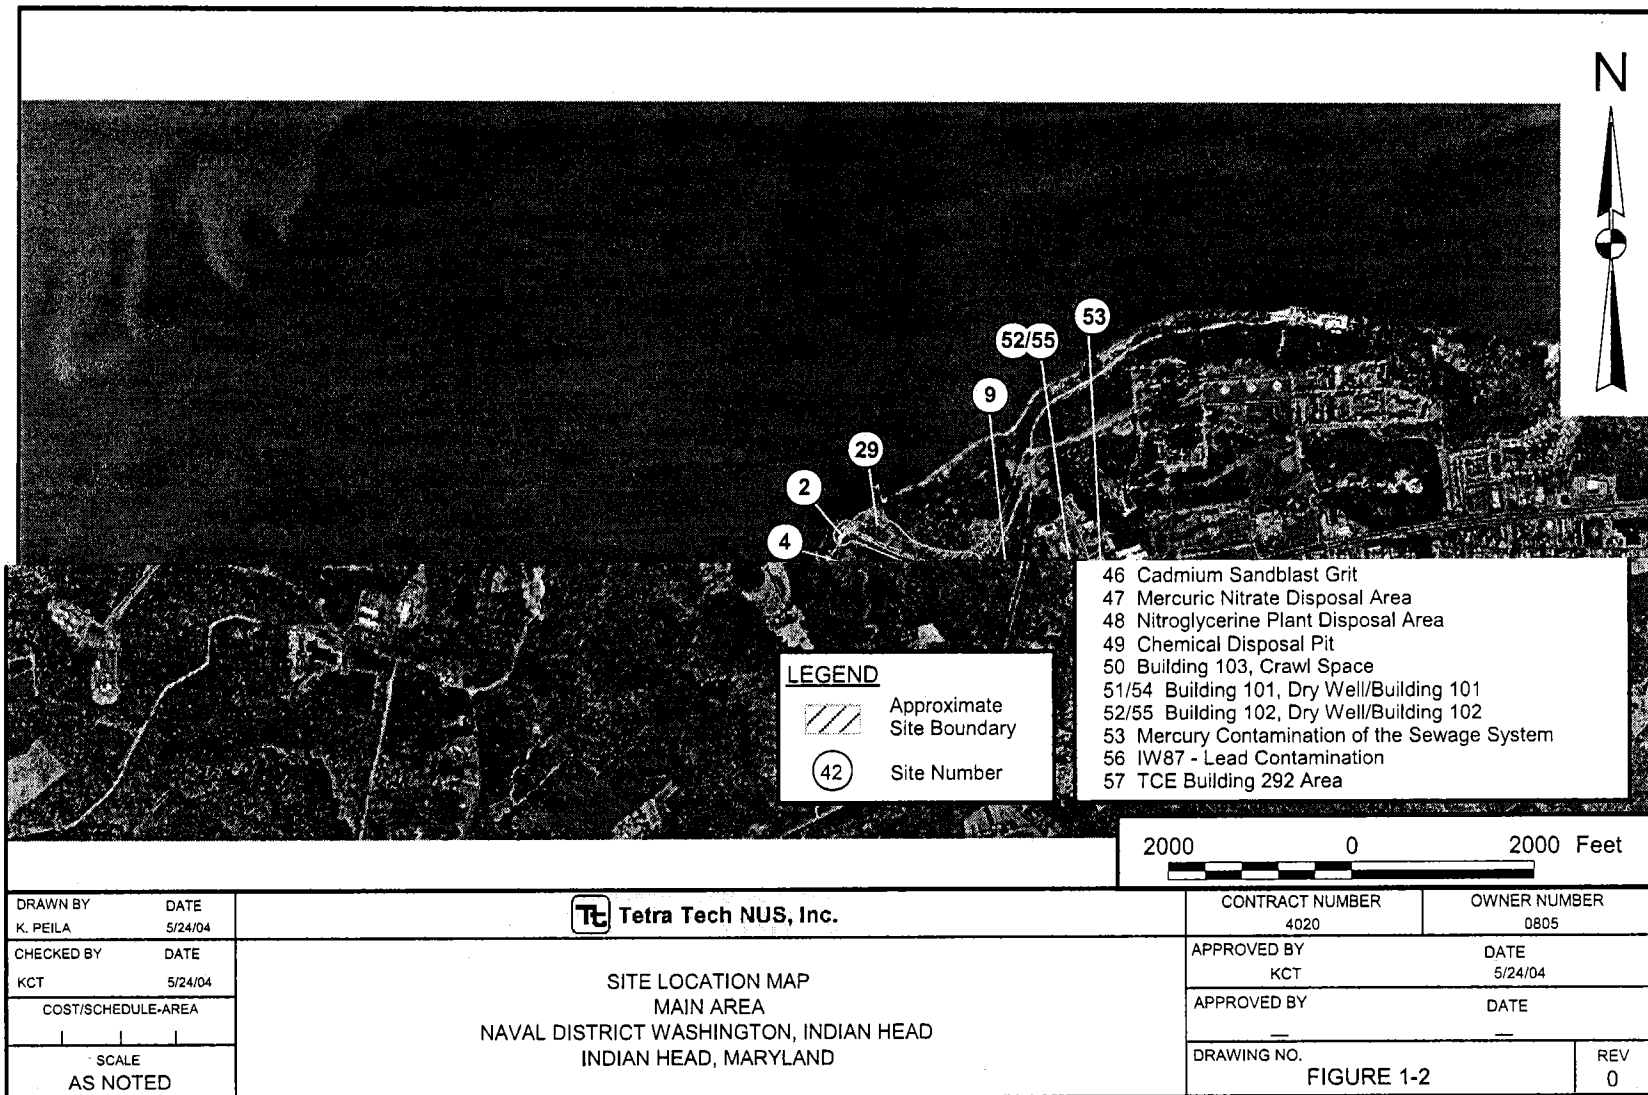 N
53
52/55
9
29
2
4
46 Cadmium Sandblast Grit
47 Mercuric Nitrate Disposal Area
48 Nitroglycerine Plant Disposal Area
49 Chemical Disposal Pit
50 Building 103, Crawl Space
51/54 Building 101, Dry Well/Building 101
52/55 Building 102, Dry Well/Building 102
53 Mercury Contamination of the Sewage System
56 IW87 - Lead Contamination
57 TCE Building 292 Area
LEGEND
Approximate
Site Boundary
42 Site Number
2000 0 2000 Feet
DRAWN BY DATE
K. PEILA 5/24/04
CHECKED BY DATE
KCT 5/24/04
COST/SCHEDULE-AREA
SCALE
AS NOTED
Tt Tetra Tech NUS, Inc.
SITE LOCATION MAP
MAIN AREA
NAVAL DISTRICT WASHINGTON, INDIAN HEAD
INDIAN HEAD, MARYLAND
CONTRACT NUMBER OWNER NUMBER
4020 0805
APPROVED BY DATE
KCT 5/24/04
APPROVED BY DATE
— —
DRAWING NO. REV
FIGURE 1-2 0